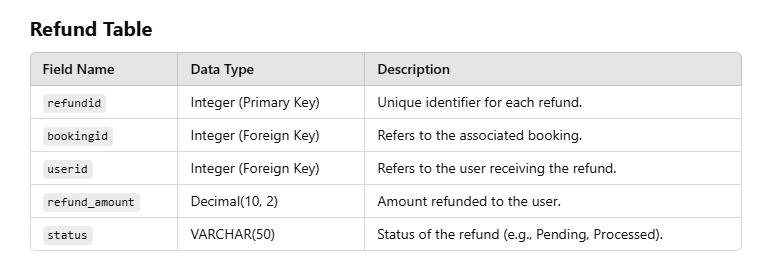 Refund Table
Field Name Data Type Description
refundid Integer (Primary Key) Unique identifier for each refund.
bookingid Integer (Foreign Key) Refers to the associated booking.
userid Integer (Foreign Key) Refers to the user receiving the refund.
refund_amount Decimal(10, 2) Amount refunded to the user.
status VARCHAR(50) Status of the refund (e.g., Pending, Processed).